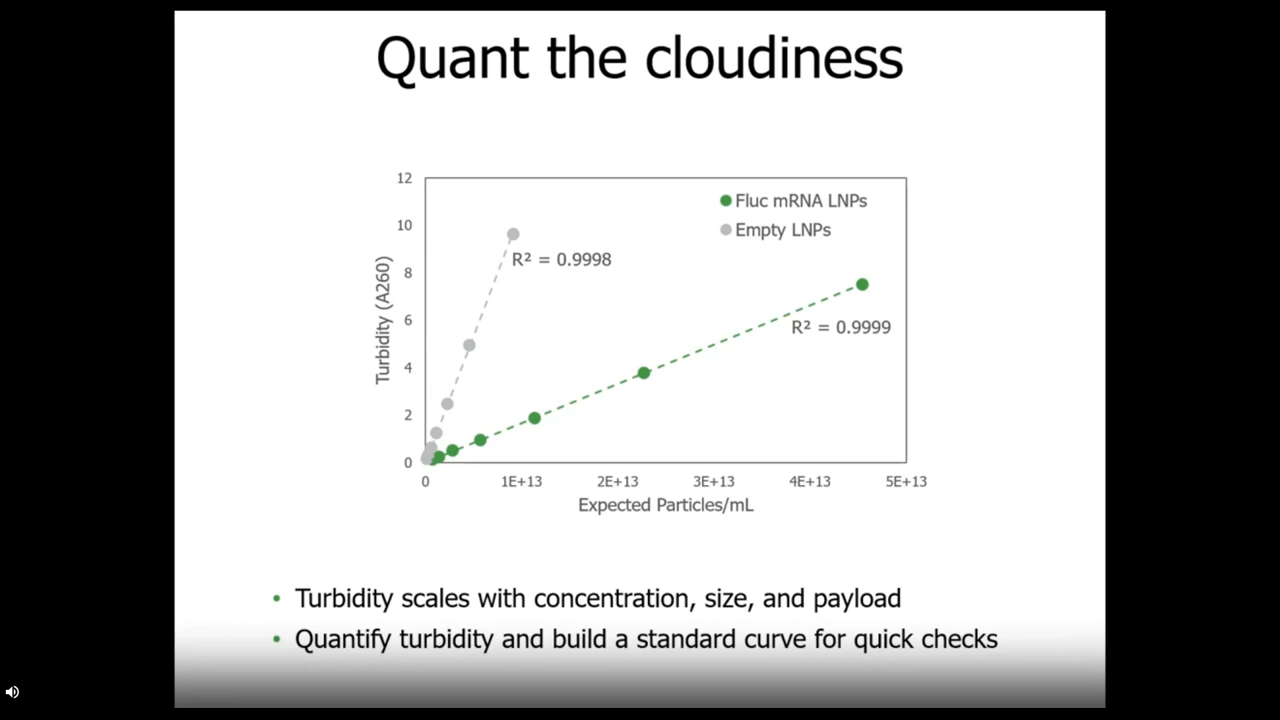 Quant the cloudiness
12
10
8
6
4
2
0
Turbidity (A260)
Fluc mRNA LNPs
Empty LNPs
R² = 0.9998
R² = 0.9999
0
1E+13
2E+13
3E+13
4E+13
5E+13
Expected Particles/mL
• Turbidity scales with concentration, size, and payload
• Quantify turbidity and build a standard curve for quick checks